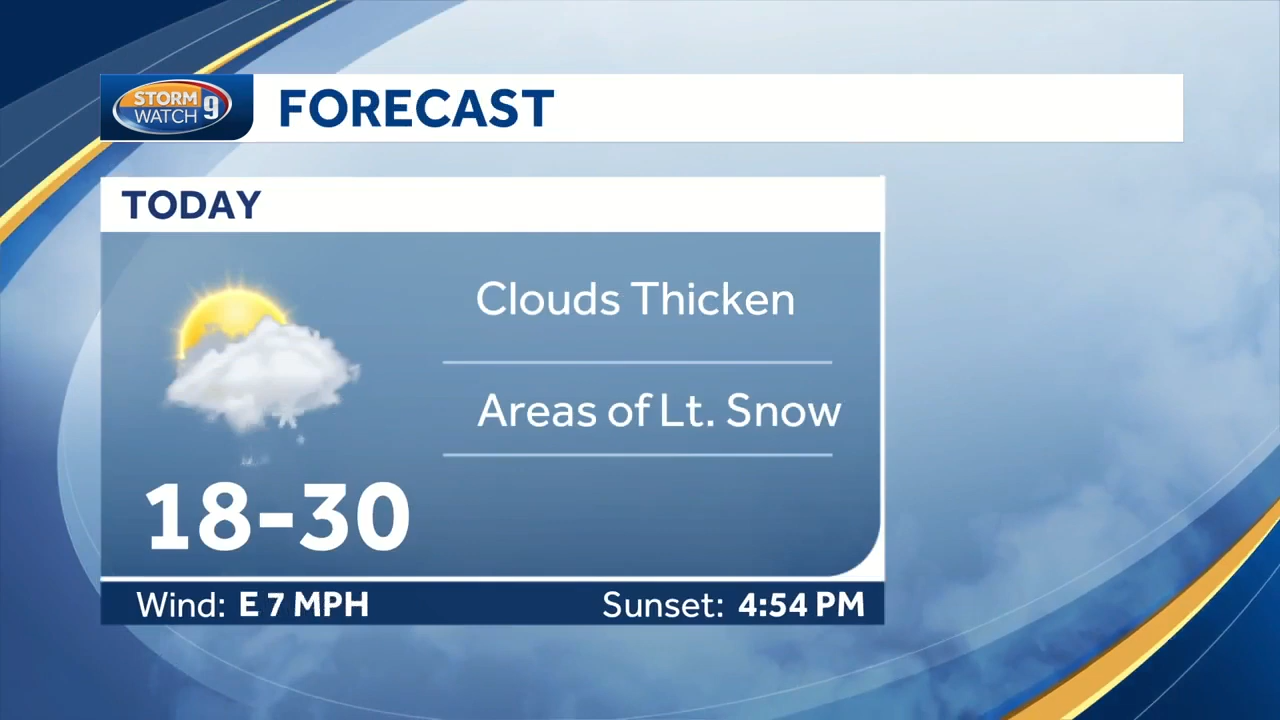 STORM
WATCH 9
FORECAST
TODAY
Clouds Thicken
Areas of Lt. Snow
18-30
Wind: E 7 MPH
Sunset: 4:54 PM